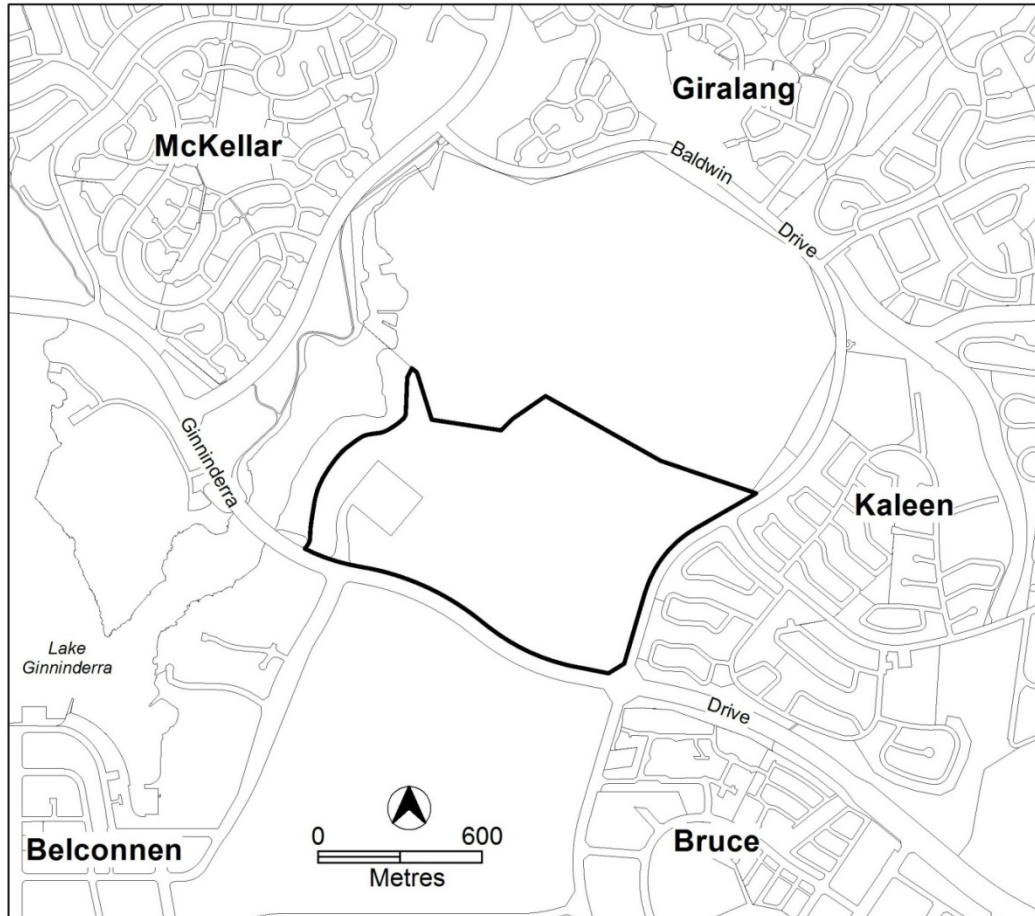 Giralang
McKellar
Baldwin
Drive
Ginninderra
Kaleen
Lake
Ginninderra
Drive
0 600
Metres
Belconnen
Bruce